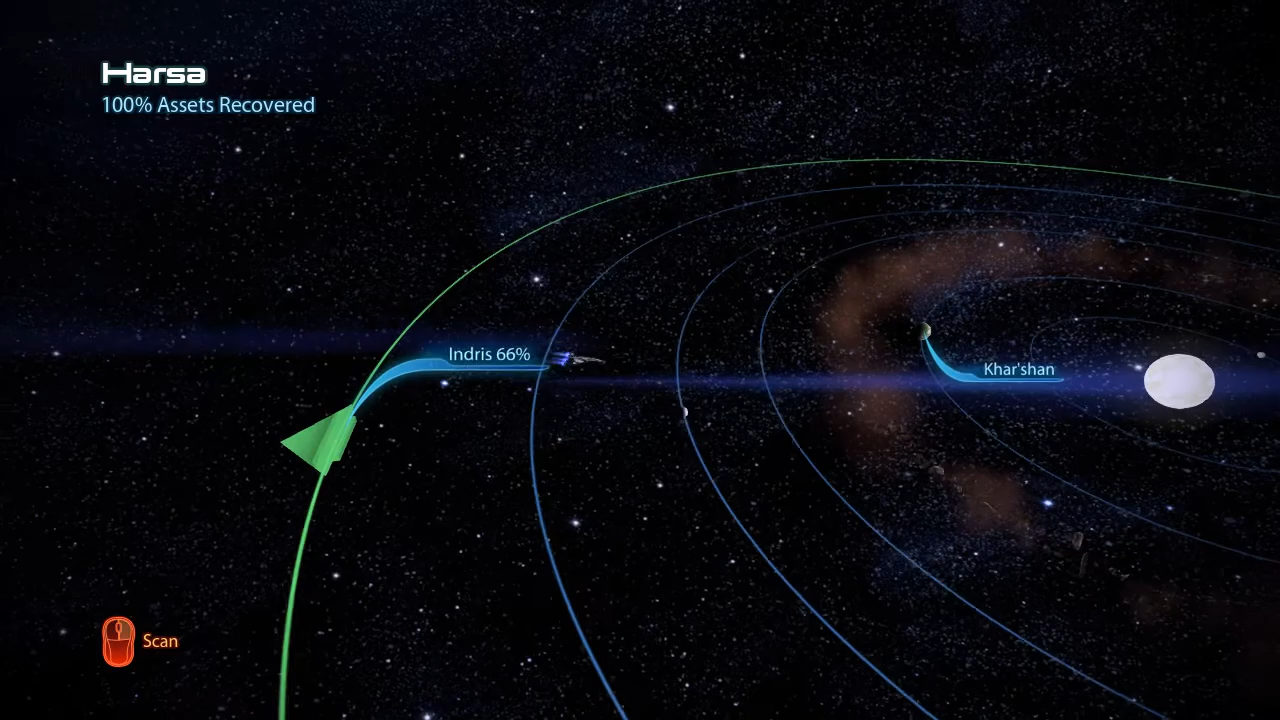 Harsa
100% Assets Recovered
Indris 66%
Khar'shan
Scan